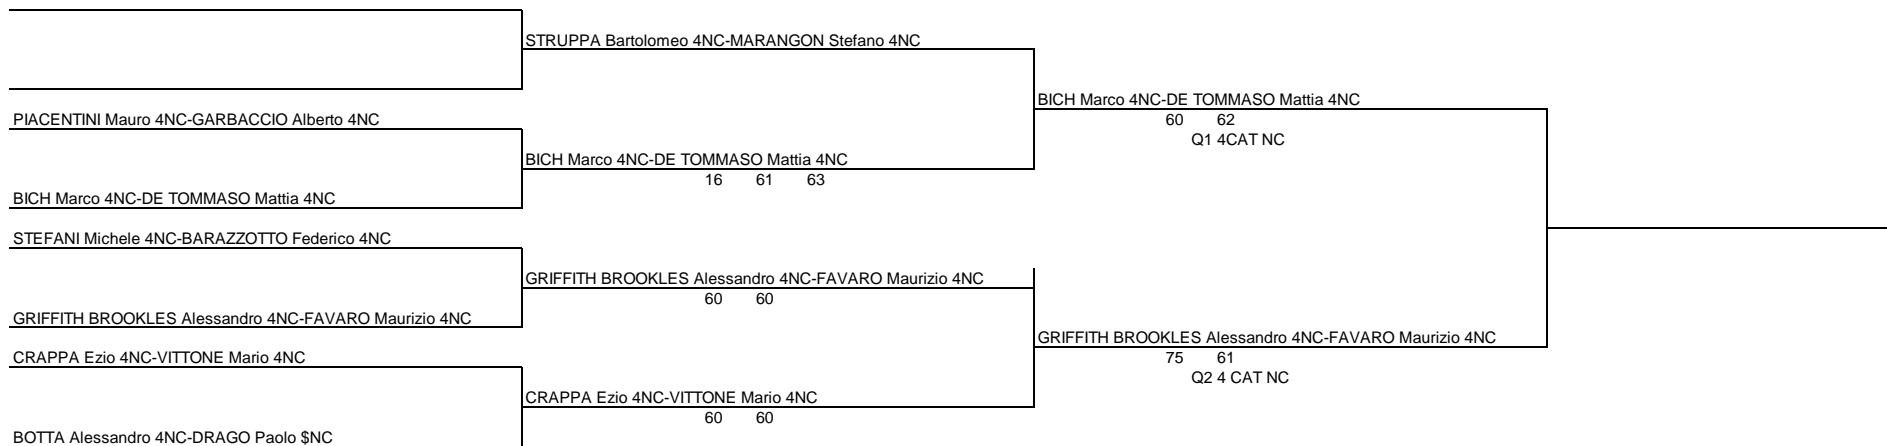 STRUPPA Bartolomeo 4NC-MARANGON Stefano 4NC
BICH Marco 4NC-DE TOMMASO Mattia 4NC
PIACENTINI Mauro 4NC-GARBACCIO Alberto 4NC
60 62
Q1 4CAT NC
BICH Marco 4NC-DE TOMMASO Mattia 4NC
16 61 63
BICH Marco 4NC-DE TOMMASO Mattia 4NC
STEFANI Michele 4NC-BARAZZOTTO Federico 4NC
GRIFFITH BROOKLES Alessandro 4NC-FAVARO Maurizio 4NC
60 60
GRIFFITH BROOKLES Alessandro 4NC-FAVARO Maurizio 4NC
GRIFFITH BROOKLES Alessandro 4NC-FAVARO Maurizio 4NC
CRAPPA Ezio 4NC-VITTONE Mario 4NC
75 61
Q2 4 CAT NC
CRAPPA Ezio 4NC-VITTONE Mario 4NC
60 60
BOTTA Alessandro 4NC-DRAGO Paolo $NC